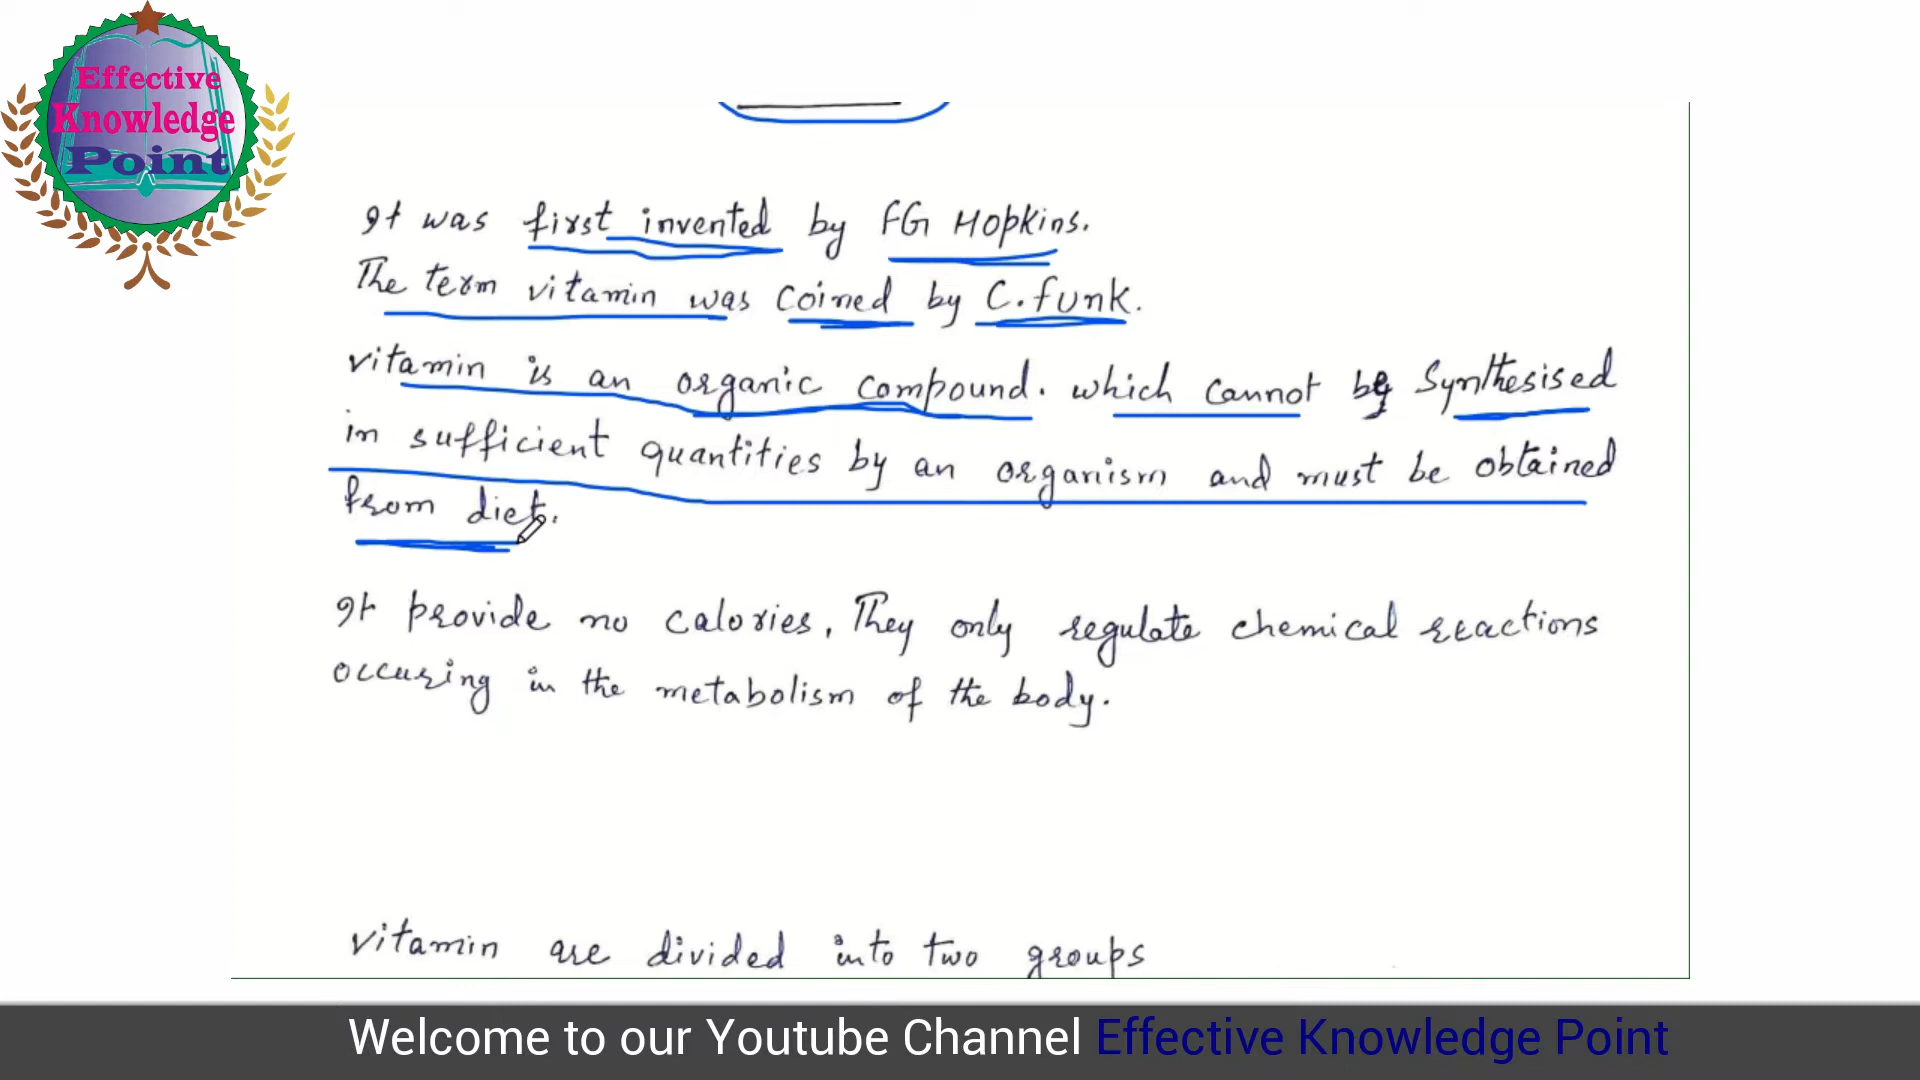 Effective
Knowledge
Point
It was first invented by FG Hopkins.
The term vitamin was coined by C. funk.
vitamin is an organic compound. which cannot be synthesised
in sufficient quantities by an organism and must be obtained
from diet.
It provide no calories, They only regulate chemical reactions
occuring in the metabolism of the body.
vitamin are divided into two groups
Welcome to our Youtube Channel Effective Knowledge Point